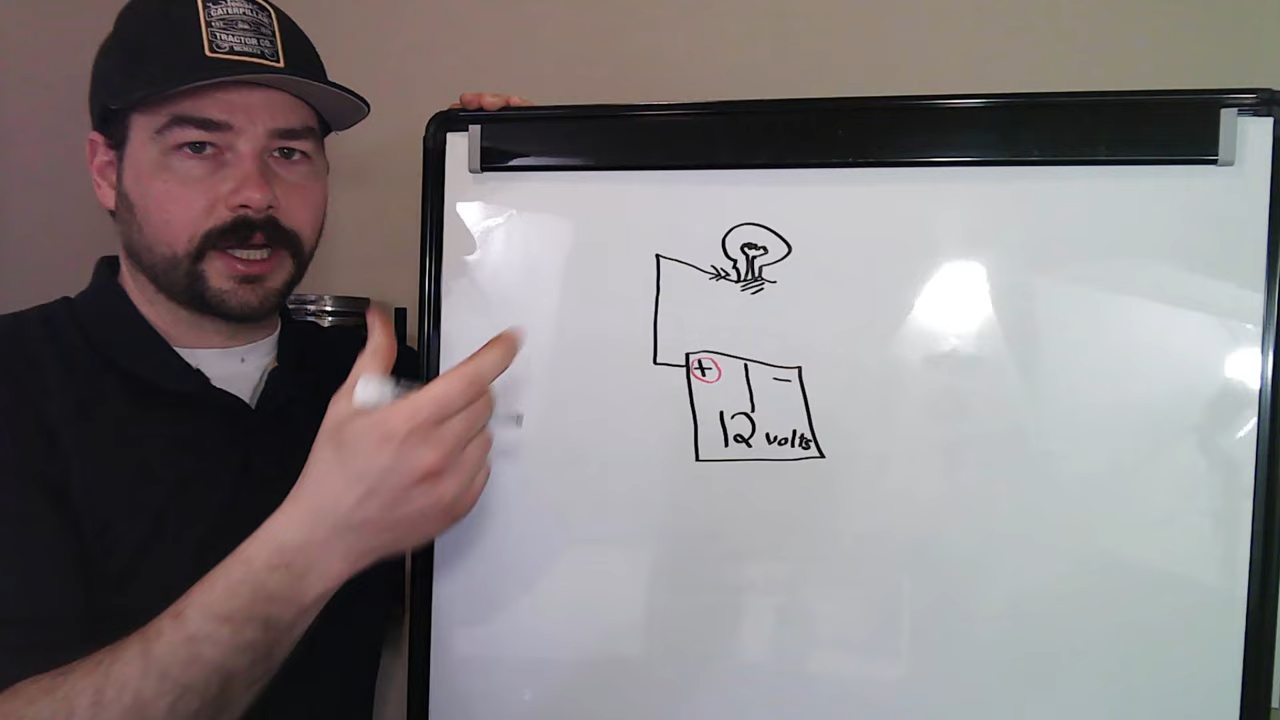 CATERPILLAR
TRACTOR CO.
+ | −
12 volts